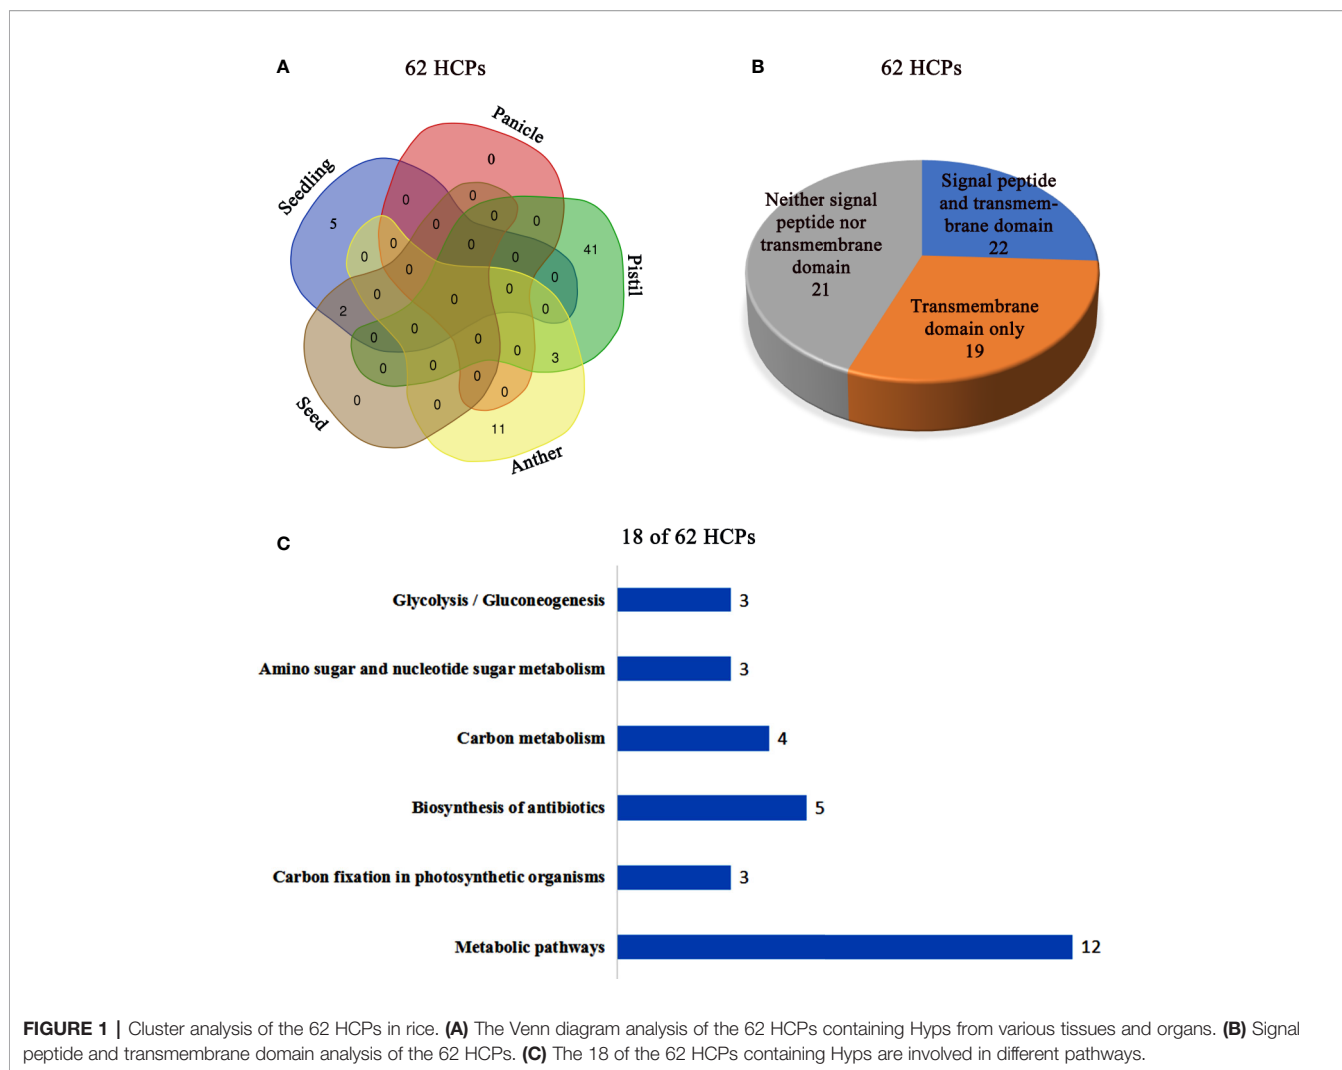 A
62 HCPs
Panicle
Seedling
Pistil
Seed
Anther
0
5
0
0
0
0
41
0
0
0
0
0
0
0
0
0
0
0
2
0
0
0
0
0
3
0
0
0
0
0
0
0
11
B
62 HCPs
Signal peptide
and transmem-
brane domain
22
Neither signal
peptide nor
transmembrane
domain
21
Transmembrane
domain only
19
C
18 of 62 HCPs
Glycolysis / Gluconeogenesis 3
Amino sugar and nucleotide sugar metabolism 3
Carbon metabolism 4
Biosynthesis of antibiotics 5
Carbon fixation in photosynthetic organisms 3
Metabolic pathways 12
FIGURE 1 | Cluster analysis of the 62 HCPs in rice. (A) The Venn diagram analysis of the 62 HCPs containing Hyps from various tissues and organs. (B) Signal
peptide and transmembrane domain analysis of the 62 HCPs. (C) The 18 of the 62 HCPs containing Hyps are involved in different pathways.